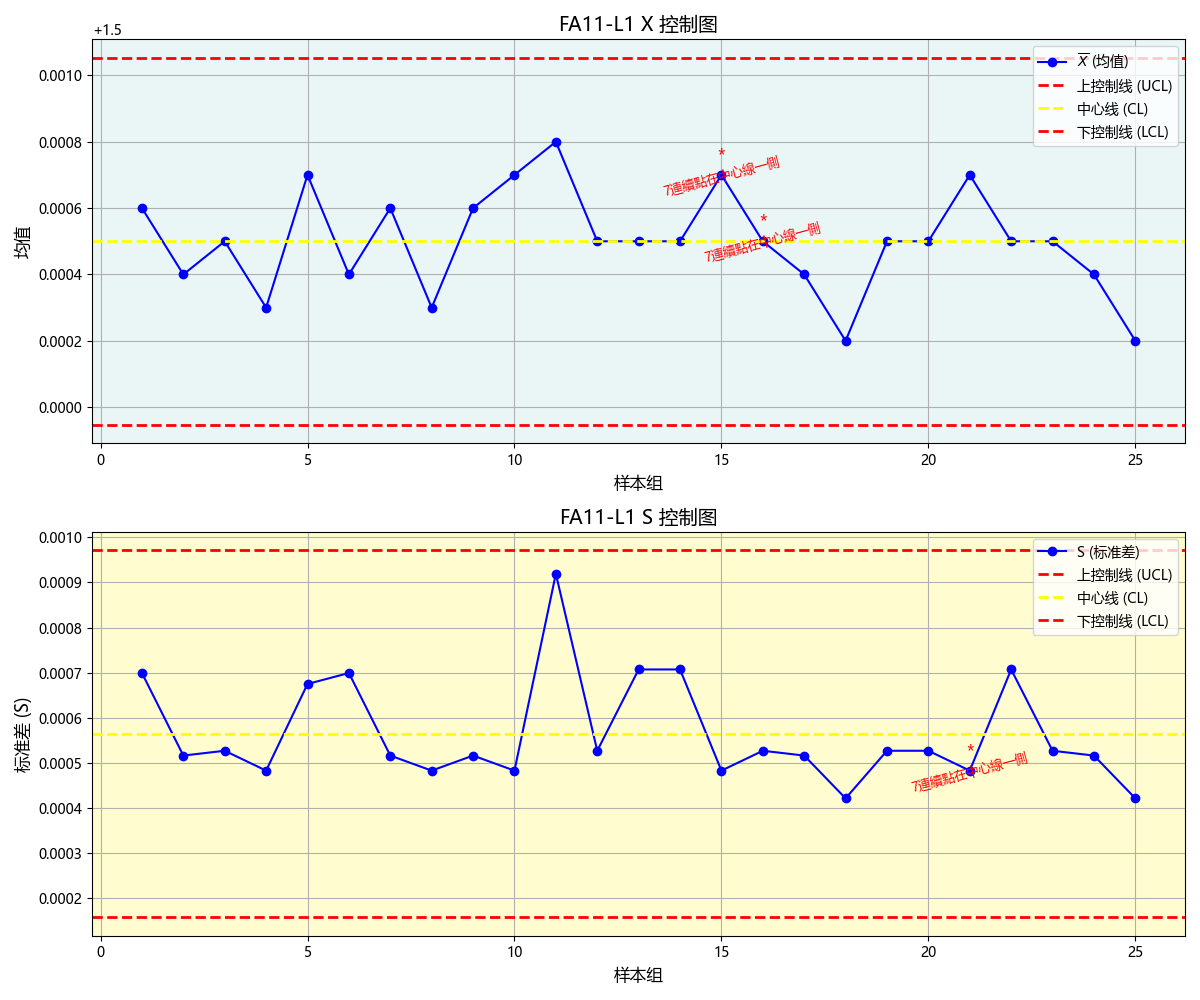 FA11-L1 X 控制图
+1.5
0.0010
0.0008
0.0006
0.0004
0.0002
0.0000
均值
X (均值)
上控制线 (UCL)
中心线 (CL)
下控制线 (LCL)
*
7連續點在中心線一側
*
7連續點在中心線一側
0 5 10 15 20 25
样本组
FA11-L1 S 控制图
0.0010
0.0009
0.0008
0.0007
0.0006
0.0005
0.0004
0.0003
0.0002
标准差 (S)
S (标准差)
上控制线 (UCL)
中心线 (CL)
下控制线 (LCL)
*
7連續點在中心線一側
0 5 10 15 20 25
样本组